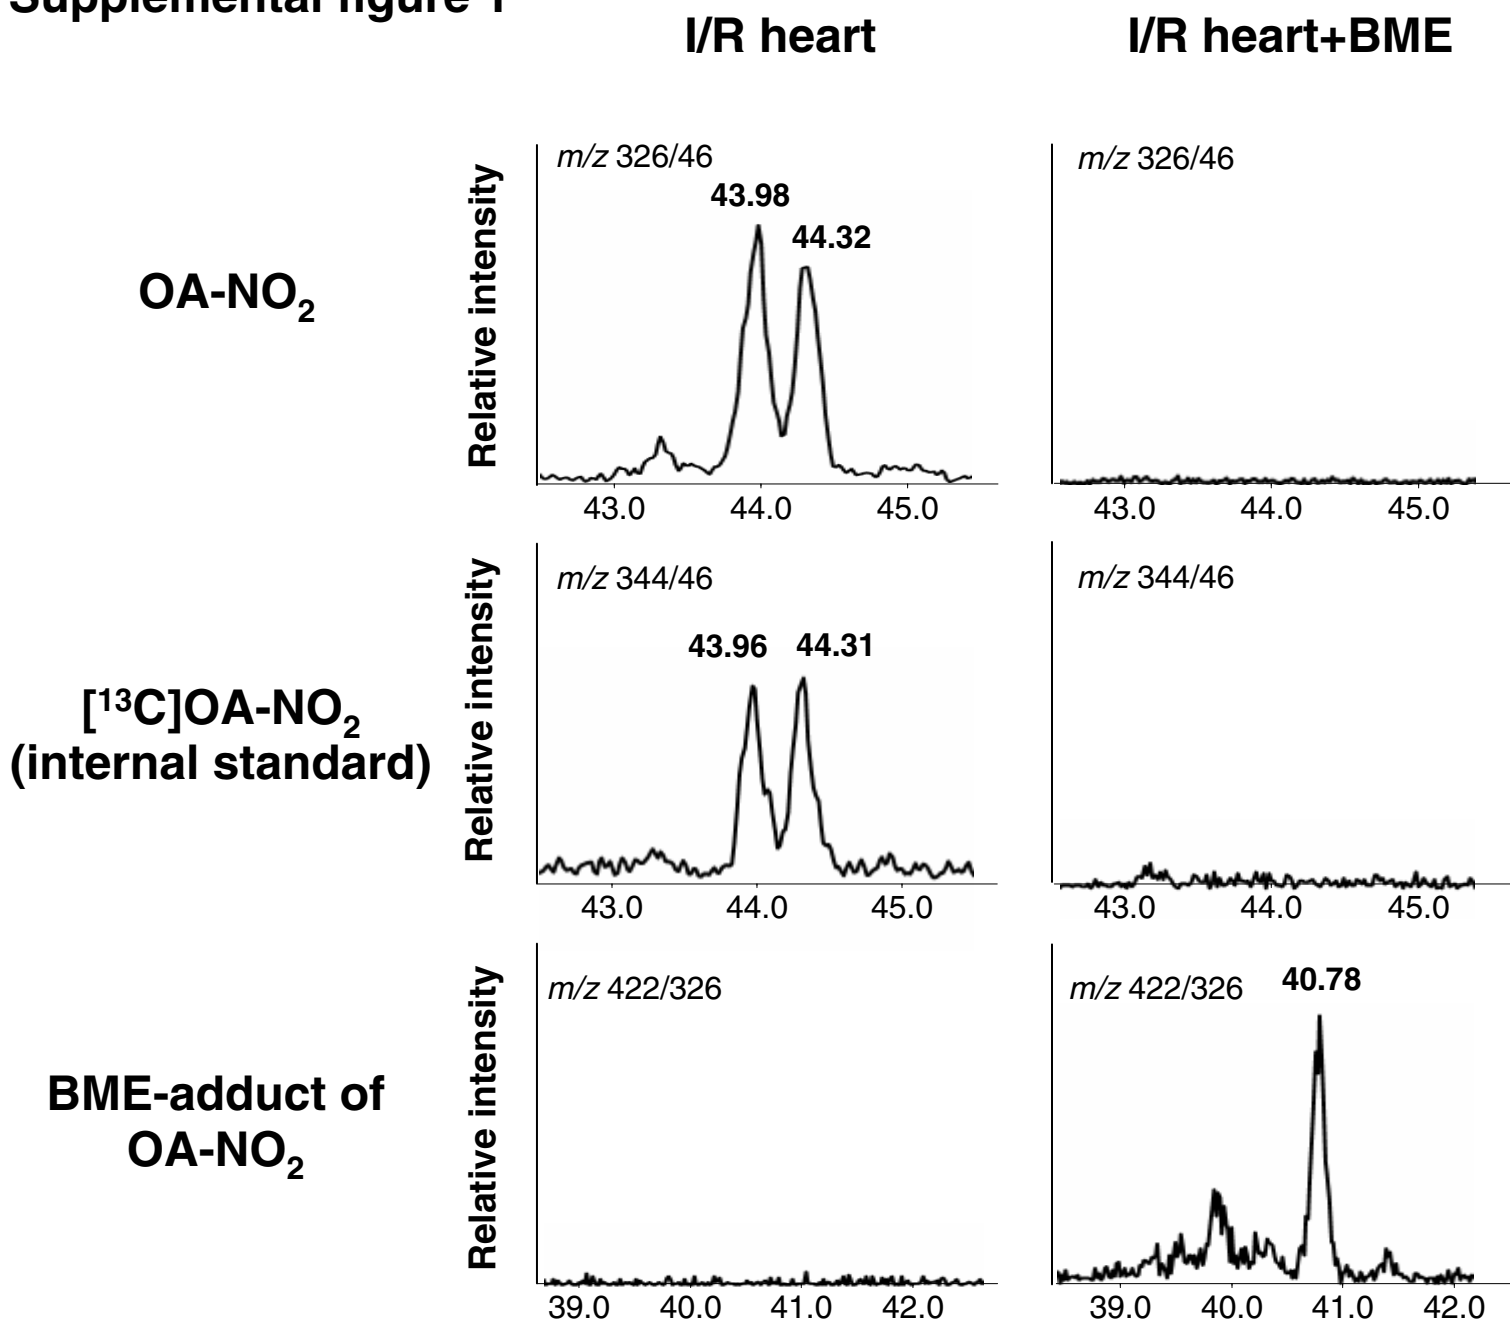 Supplemental figure 1
I/R heart
I/R heart+BME
OA-NO2
Relative intensity
m/z 326/46
43.98
44.32
43.0 44.0 45.0
m/z 326/46
43.0 44.0 45.0
[13C]OA-NO2
(internal standard)
Relative intensity
m/z 344/46
43.96 44.31
43.0 44.0 45.0
m/z 344/46
43.0 44.0 45.0
BME-adduct of
OA-NO2
Relative intensity
m/z 422/326
39.0 40.0 41.0 42.0
m/z 422/326 40.78
39.0 40.0 41.0 42.0